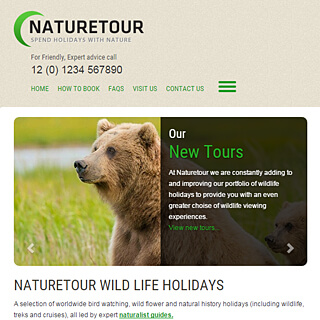 NATURETOUR
SPEND HOLIDAYS WITH NATURE
For Friendly, Expert advice call
12 (0) 1234 567890
HOME HOW TO BOOK FAQS VISIT US CONTACT US
Our
New Tours
At Naturetour we are constantly adding to
and improving our portfolio of wildlife
holidays to provide you with an even
greater choise of wildlife viewing
experiences.
View new tours.
NATURETOUR WILD LIFE HOLIDAYS
A selection of worldwide bird watching, wild flower and natural history holidays (including wildlife,
treks and cruises), all led by expert naturalist guides.